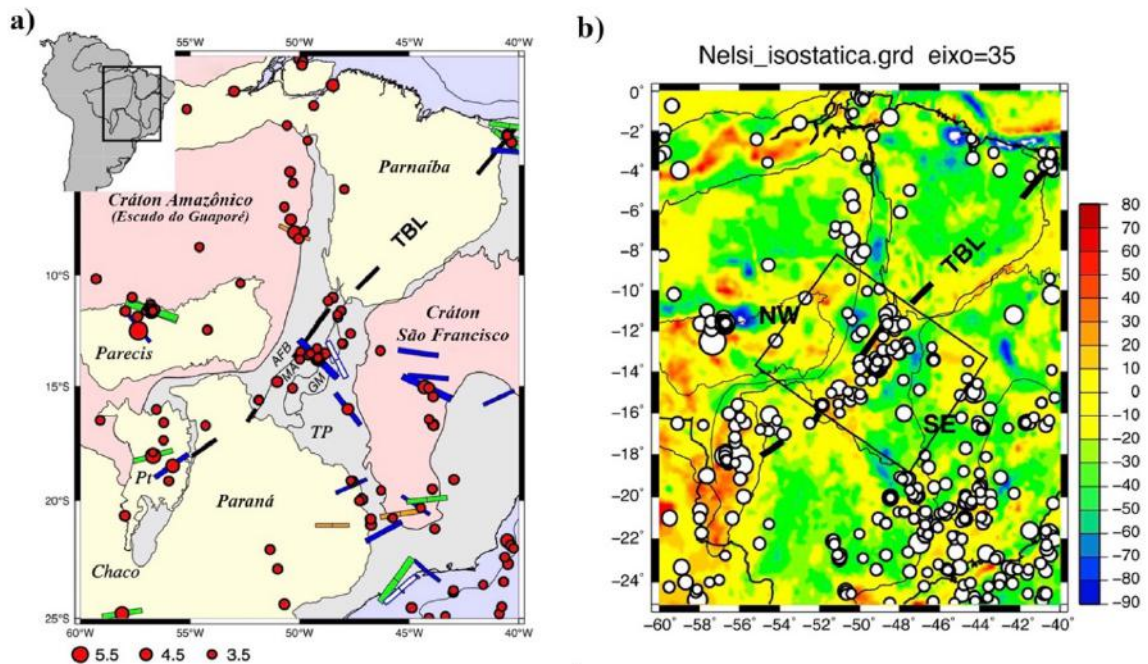 a)
55°W 50°W 45°W 40°W
Parnaíba
Cráton Amazônico
(Escudo do Guaporé)
TBL
10°S
Cráton
São Francisco
Parecis
AFB
MA
GM
15°S
TP
Pt
Paraná
20°S
Chaco
25°S
60°W 55°W 50°W 45°W 40°W
5.5 4.5 3.5
b)
Nelsi_isostatica.grd eixo=35
0°
−2
−4
−6
−8
−10
−12
−14
−16
−18
−20
−22
−24
TBL
NW
SE
−60° −58 −56 −54 −52 −50 −48 −46 −44 −42 −40
80
70
60
50
40
30
20
10
0
−10
−20
−30
−40
−50
−60
−70
−80
−90